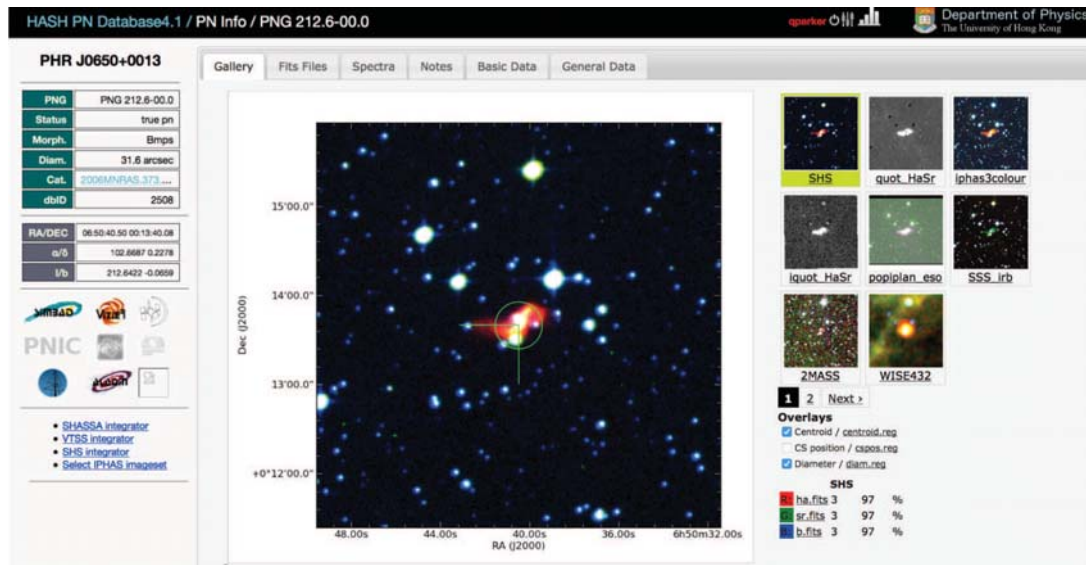 HASH PN Database4.1 / PN Info / PNG 212.6-00.0
qparker
Department of Physics
The University of Hong Kong
PHR J0650+0013
PNG PNG 212.6-00.0
Status true pn
Morph. Bmps
Diam. 31.6 arcsec
Cat. 2006MNRAS.373....
dbID 2508
RA/DEC 06:50:40.50 00:13:40.08
α/δ 102.6687 0.2278
l/b 212.6422 -0.0659
SIMBAD
VizieR
PNIC
Aladin
SHASSA integrator
VTSS integrator
SHS integrator
Select IPHAS imageset
Gallery Fits Files Spectra Notes Basic Data General Data
15'00.0"
14'00.0"
13'00.0"
+0°12'00.0"
Dec (J2000)
48.00s 44.00s 40.00s 36.00s 6h50m32.00s
RA (J2000)
SHS quot_HaSr iphas3colour
iquot_HaSr popiplan_eso SSS_irb
2MASS WISE432
1 2 Next ›
Overlays
Centroid / centroid.reg
CS position / cspos.reg
Diameter / diam.reg
SHS
R: ha.fits 3 97 %
G: sr.fits 3 97 %
B: b.fits 3 97 %